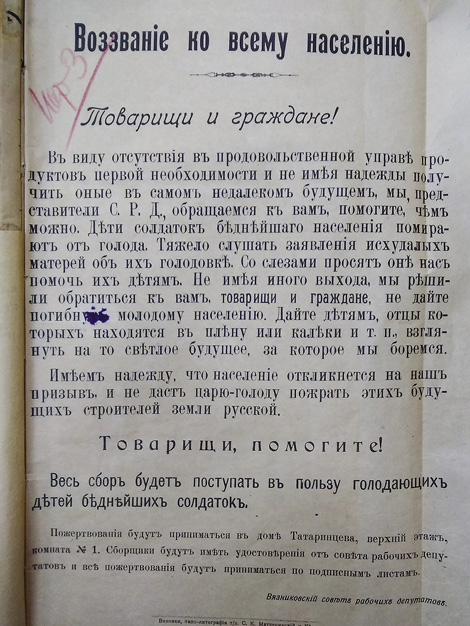 Воззваніе ко всему населенію.
Товарищи и граждане!
Въ виду отсутствія въ продовольственной управѣ про-
дуктовъ первой необходимости и не имѣя надежды полу-
чить оные въ самомъ недалекомъ будущемъ, мы, пред-
ставители С. Р. Д., обращаемся къ вамъ, помогите, чѣмъ
можно. Дѣти солдатокъ бѣднѣйшаго населенія помира-
ютъ отъ голода. Тяжело слушать заявленія исхудалыхъ
матерей объ ихъ голодовкѣ. Со слезами просятъ онѣ насъ
помочь ихъ дѣтямъ. Не имѣя иного выхода, мы рѣши-
ли обратиться къ вамъ, товарищи и граждане, не дайте
погибнуть молодому населенію. Дайте дѣтямъ, отцы ко-
торыхъ находятся въ плѣну или калѣки и т. п., взгля-
нуть на то свѣтлое будущее, за которое мы боремся.
Имѣемъ надежду, что населеніе откликнется на нашъ
призывъ, и не дастъ царю-голоду пожрать этихъ буду-
щихъ строителей земли русской.
Товарищи, помогите!
Весь сборъ будетъ поступать въ пользу голодающихъ
дѣтей бѣднѣйшихъ солдатокъ.
Пожертвованія будутъ приниматься въ домѣ Татаринцева, верхній этажъ,
комната № 1. Сборщики будутъ имѣть удостовѣренія отъ совѣта рабочихъ депу-
татовъ и всѣ пожертвованія будутъ приниматься по подписнымъ листамъ.
Вязниковскій совѣтъ рабочихъ депутатовъ.